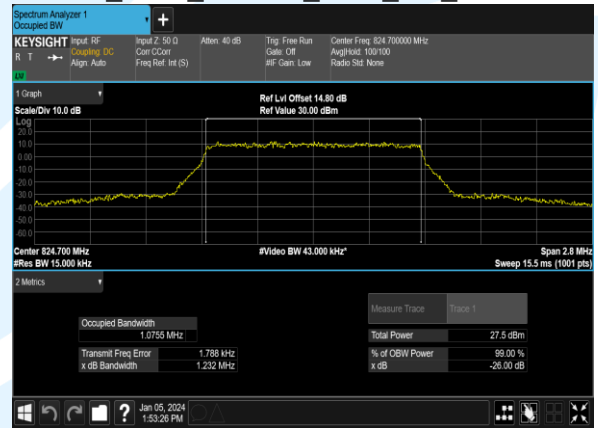 Spectrum Analyzer 1
Occupied BW
+
KEYSIGHT
R T
LV
Input: RF
Coupling: DC
Align: Auto
Input Z: 50 Ω
Corr CCorr
Freq Ref: Int (S)
Atten: 40 dB
Trig: Free Run
Gate: Off
#IF Gain: Low
Center Freq: 824.700000 MHz
Avg|Hold: 100/100
Radio Std: None
1 Graph
Scale/Div 10.0 dB
Ref Lvl Offset 14.80 dB
Ref Value 30.00 dBm
Log
20.0
10.0
0.00
-10.0
-20.0
-30.0
-40.0
-50.0
-60.0
Center 824.700 MHz
#Res BW 15.000 kHz
#Video BW 43.000 kHz*
Span 2.8 MHz
Sweep 15.5 ms (1001 pts)
2 Metrics
Measure Trace
Trace 1
Occupied Bandwidth
1.0755 MHz
Total Power
27.5 dBm
Transmit Freq Error
1.788 kHz
% of OBW Power
99.00 %
x dB Bandwidth
1.232 MHz
x dB
-26.00 dB
?
Jan 05, 2024
1:53:26 PM